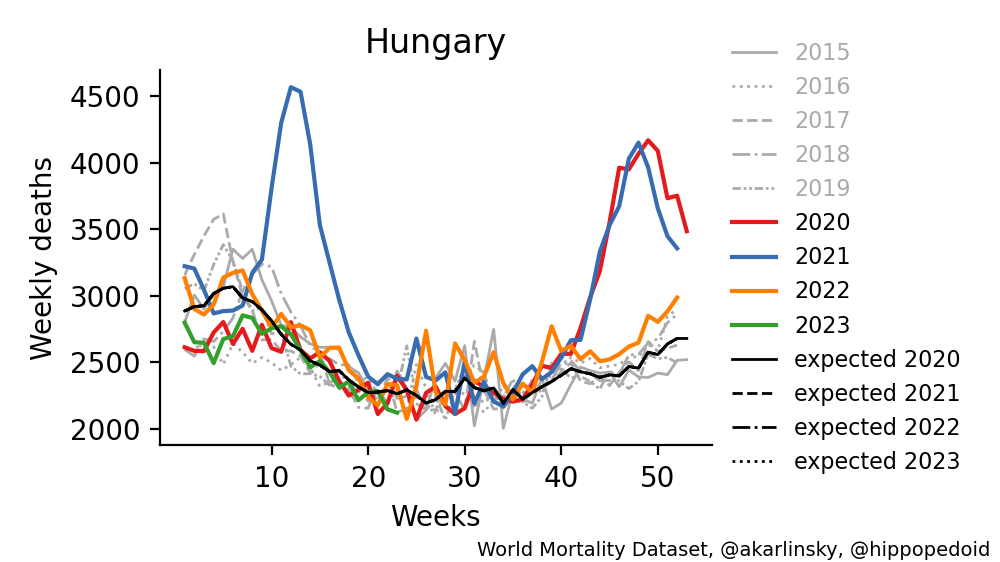 Hungary
Weekly deaths
4500
4000
3500
3000
2500
2000
10 20 30 40 50
Weeks
2015
2016
2017
2018
2019
2020
2021
2022
2023
expected 2020
expected 2021
expected 2022
expected 2023
World Mortality Dataset, @akarlinsky, @hippopedoid